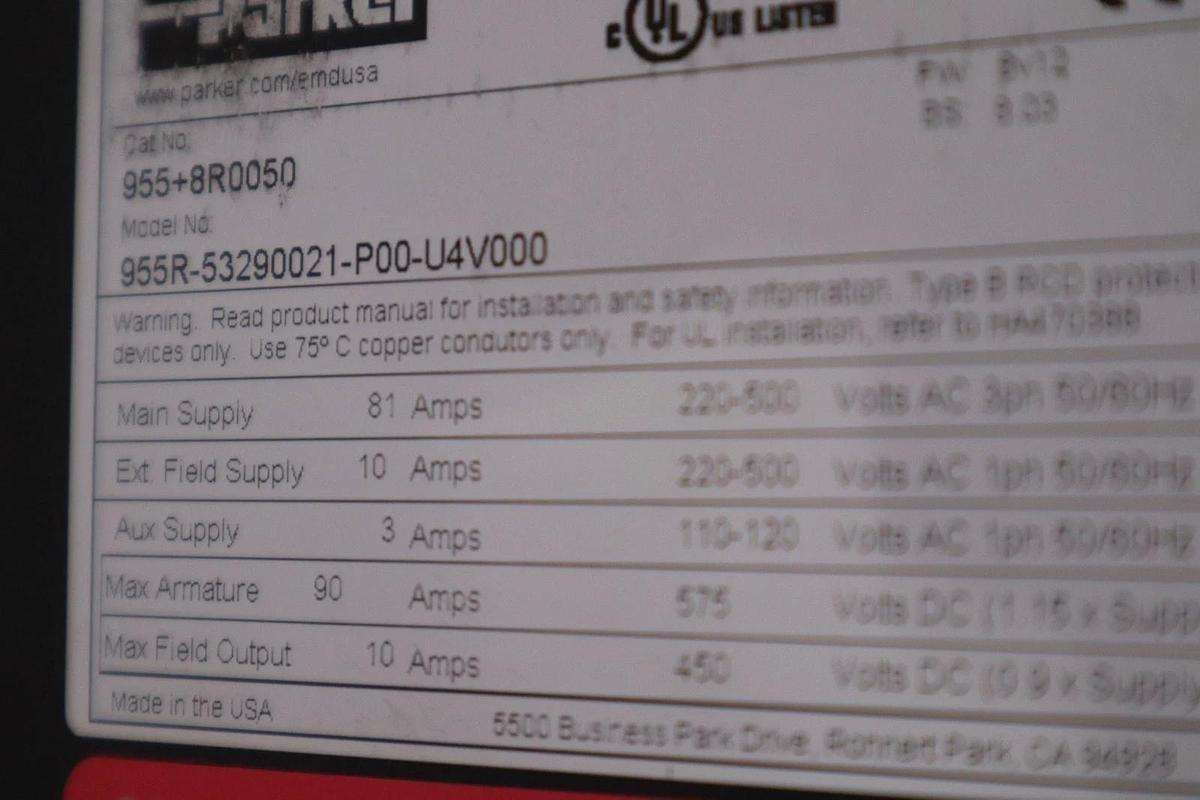 Parker
www.parker.com/emdusa
c UL US LISTED
FW 8v12
BS 8.03
Cat No:
955+8R0050
Model No:
955R-53290021-P00-U4V000
Warning. Read product manual for installation and safety information. Type B RCD protect
devices only. Use 75º C copper condutors only. For UL installation, refer to
Main Supply 81 Amps 220-500 Volts AC 3ph 50/60Hz
Ext. Field Supply 10 Amps 220-500 Volts AC 1ph 50/60Hz
Aux Supply 3 Amps 110-120 Volts AC 1ph 50/60Hz
Max Armature 90 Amps 575 Volts DC (1.15 x Supp
Max Field Output 10 Amps 450 Volts DC (0.9 x Supply
Made in the USA
5500 Business Park Drive, Rohnert Park, CA 94928